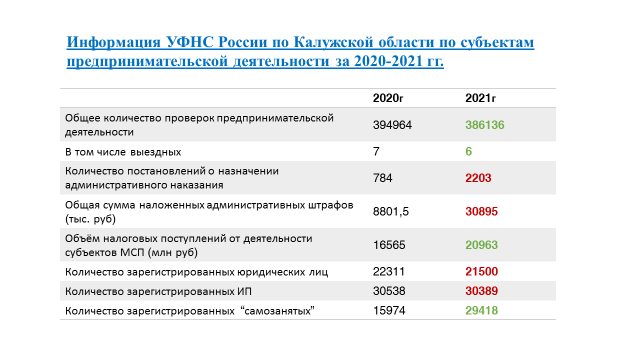 Информация УФНС России по Калужской области по субъектам
предпринимательской деятельности за 2020-2021 гг.
2020г 2021г
Общее количество проверок предпринимательской
деятельности 394964 386136
В том числе выездных 7 6
Количество постановлений о назначении
административного наказания 784 2203
Общая сумма наложенных административных штрафов
(тыс. руб) 8801,5 30895
Объём налоговых поступлений от деятельности
субъектов МСП (млн руб) 16565 20963
Количество зарегистрированных юридических лиц 22311 21500
Количество зарегистрированных ИП 30538 30389
Количество зарегистрированных “самозанятых” 15974 29418